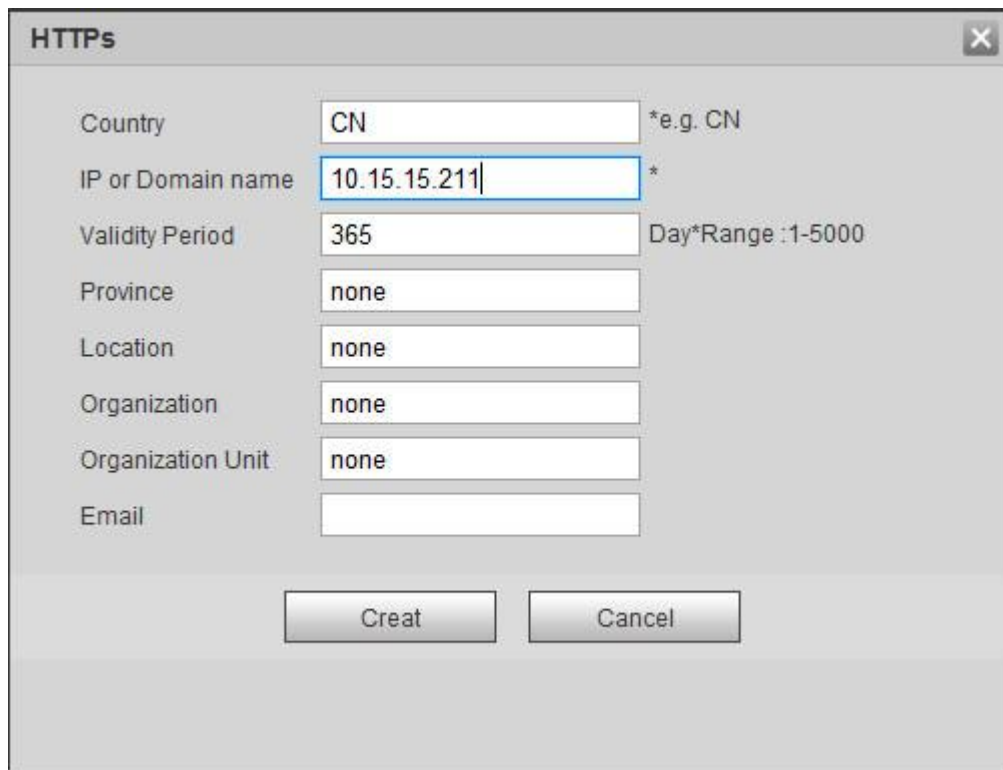 HTTPs
Country CN *e.g. CN
IP or Domain name 10.15.15.211 *
Validity Period 365 Day*Range :1-5000
Province none
Location none
Organization none
Organization Unit none
Email
Creat Cancel